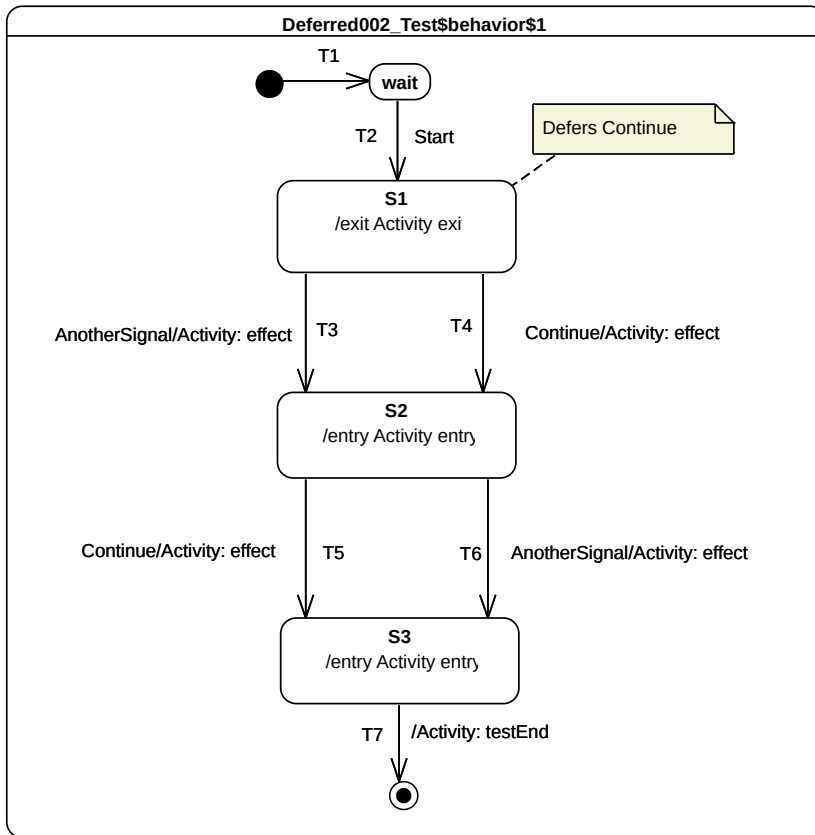 Deferred002_Test$behavior$1
T1
wait
T2
Start
Defers Continue
S1
/exit Activity exi
AnotherSignal/Activity: effect
T3
T4
Continue/Activity: effect
S2
/entry Activity entry
Continue/Activity: effect
T5
T6
AnotherSignal/Activity: effect
S3
/entry Activity entry
T7
/Activity: testEnd